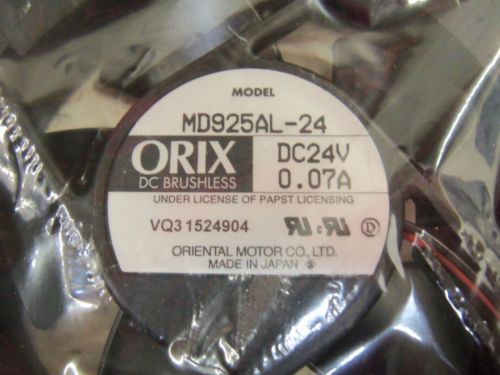 MODEL
MD925AL-24
ORIX
DC BRUSHLESS
DC24V
0.07A
UNDER LICENSE OF PAPST LICENSING
VQ3 1524904
ORIENTAL MOTOR CO., LTD.
MADE IN JAPAN